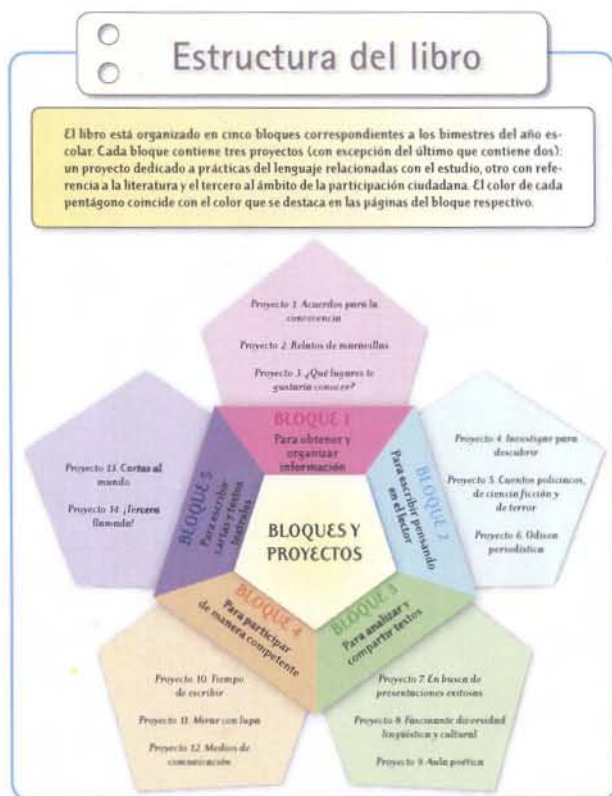 Estructura del libro
El libro está organizado en cinco bloques correspondientes a los bimestres del año es-
colar. Cada bloque contiene tres proyectos (con excepción del último que contiene dos):
un proyecto dedicado a prácticas del lenguaje relacionadas con el estudio, otro con refe-
rencia a la literatura y el tercero al ámbito de la participación ciudadana. El color de cada
pentágono coincide con el color que se destaca en las páginas del bloque respectivo.
Proyecto 1. Acuerdos para la
convivencia
Proyecto 2. Relatos de maravillas
Proyecto 3. ¿Qué lugares te
gustaría conocer?
BLOQUE 1
Para obtener y
organizar
información
Proyecto 4. Investigar para
descubrir
Proyecto 5. Cuentos policíacos,
de ciencia ficción y
de terror
Proyecto 6. Odisea
periodística
BLOQUE 2
Para escribir pensando
en el lector
BLOQUES Y
PROYECTOS
BLOQUE 3
Para analizar y
compartir textos
Proyecto 7. En busca de
presentaciones exitosas
Proyecto 8. Fascinante diversidad
lingüística y cultural
Proyecto 9. Aula poética
BLOQUE 4
Para participar
de manera competente
Proyecto 10. Tiempo
de escribir
Proyecto 11. Mirar con lupa
Proyecto 12. Medios de
comunicación
BLOQUE 5
Para escribir
cartas y textos
teatrales
Proyecto 13. Cartas al
mundo
Proyecto 14. ¡Tercera
llamada!